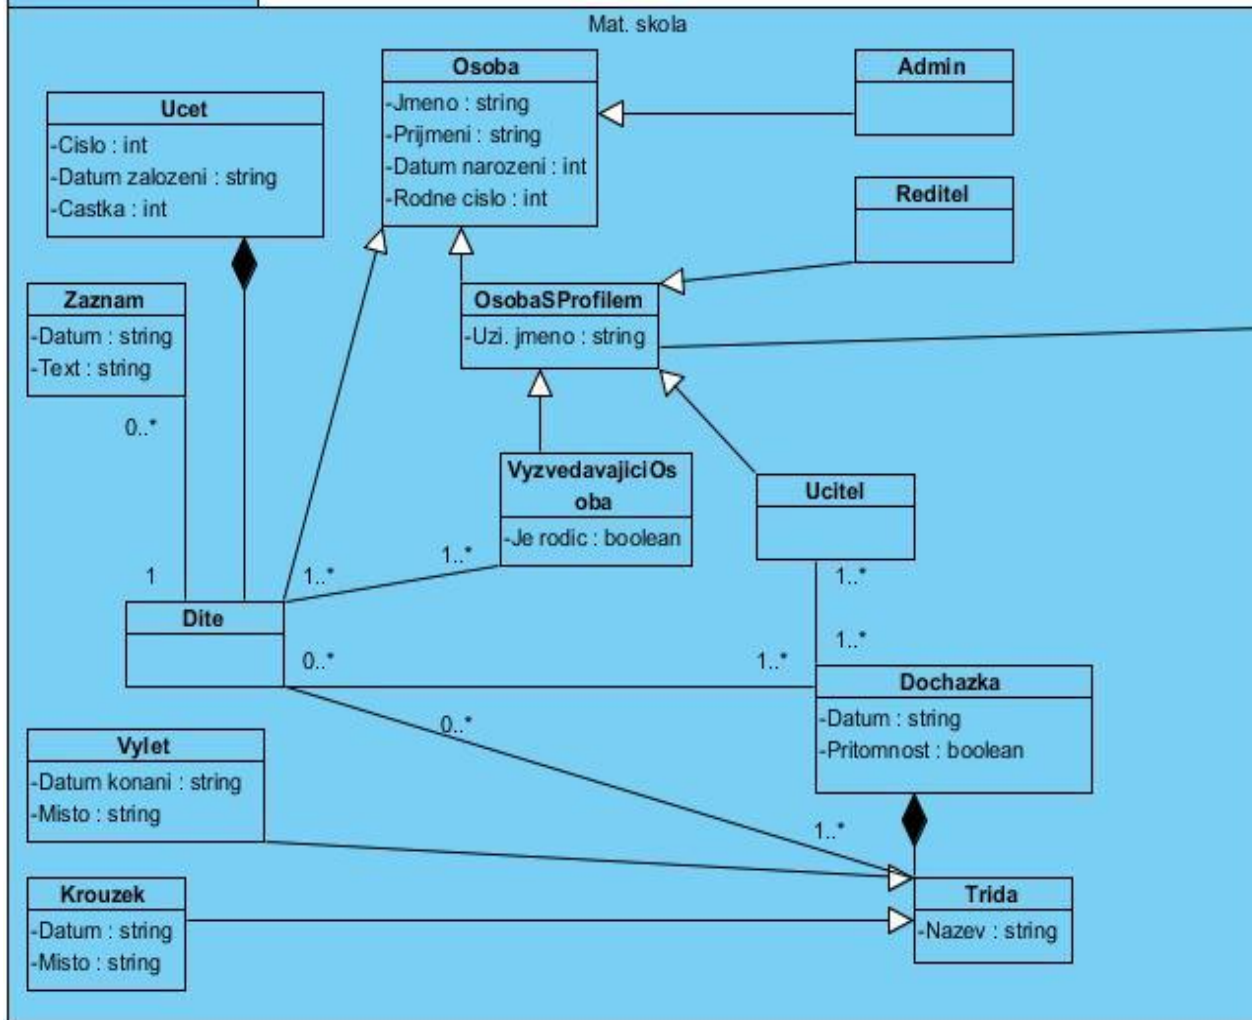 Mat. skola
Osoba
-Jmeno : string
-Prijmeni : string
-Datum narozeni : int
-Rodne cislo : int
Admin
Ucet
-Cislo : int
-Datum zalozeni : string
-Castka : int
Reditel
Zaznam
-Datum : string
-Text : string
OsobaSProfilem
-Uzi. jmeno : string
0..*
VyzvedavajiciOs
oba
-Je rodic : boolean
Ucitel
1
1..*
1..*
1..*
Dite
0..*
1..*
1..*
Dochazka
-Datum : string
-Pritomnost : boolean
0..*
Vylet
-Datum konani : string
-Misto : string
1..*
Krouzek
-Datum : string
-Misto : string
Trida
-Nazev : string